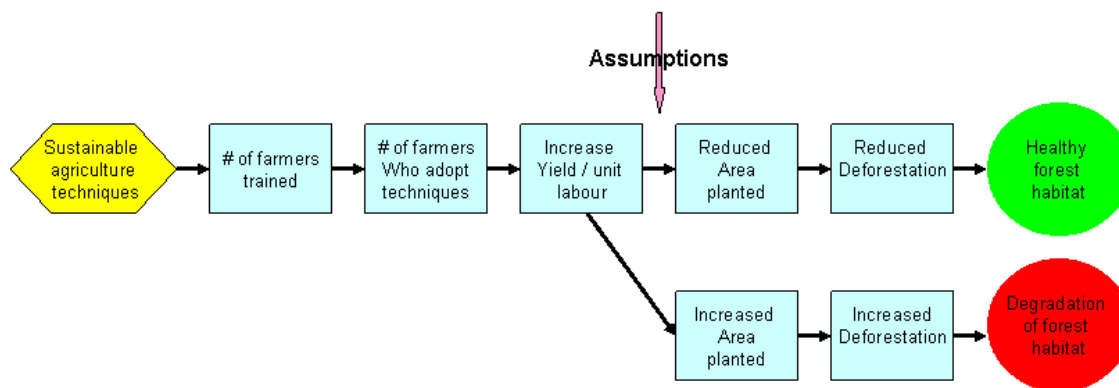 Assumptions
Sustainable
agriculture
techniques
# of farmers
trained
# of farmers
Who adopt
techniques
Increase
Yield / unit
labour
Reduced
Area
planted
Reduced
Deforestation
Healthy
forest
habitat
Increased
Area
planted
Increased
Deforestation
Degradation
of forest
habitat